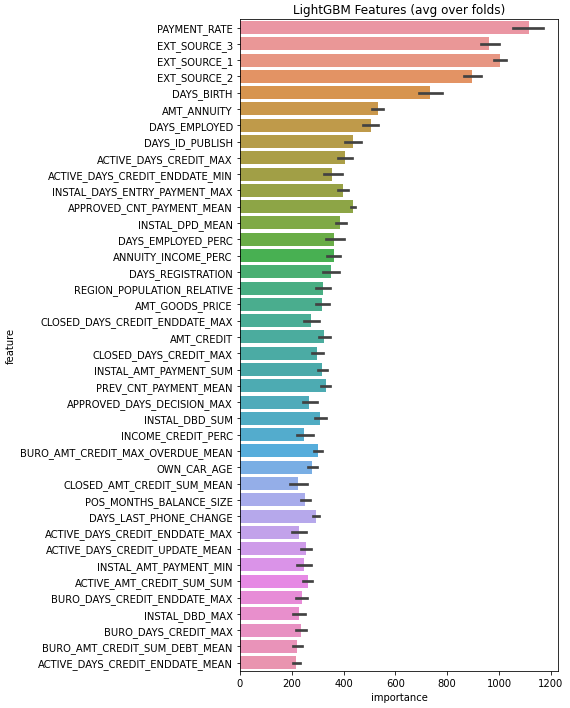 LightGBM Features (avg over folds)
feature
PAYMENT_RATE
EXT_SOURCE_3
EXT_SOURCE_1
EXT_SOURCE_2
DAYS_BIRTH
AMT_ANNUITY
DAYS_EMPLOYED
DAYS_ID_PUBLISH
ACTIVE_DAYS_CREDIT_MAX
ACTIVE_DAYS_CREDIT_ENDDATE_MIN
INSTAL_DAYS_ENTRY_PAYMENT_MAX
APPROVED_CNT_PAYMENT_MEAN
INSTAL_DPD_MEAN
DAYS_EMPLOYED_PERC
ANNUITY_INCOME_PERC
DAYS_REGISTRATION
REGION_POPULATION_RELATIVE
AMT_GOODS_PRICE
CLOSED_DAYS_CREDIT_ENDDATE_MAX
AMT_CREDIT
CLOSED_DAYS_CREDIT_MAX
INSTAL_AMT_PAYMENT_SUM
PREV_CNT_PAYMENT_MEAN
APPROVED_DAYS_DECISION_MAX
INSTAL_DBD_SUM
INCOME_CREDIT_PERC
BURO_AMT_CREDIT_MAX_OVERDUE_MEAN
OWN_CAR_AGE
CLOSED_AMT_CREDIT_SUM_MEAN
POS_MONTHS_BALANCE_SIZE
DAYS_LAST_PHONE_CHANGE
ACTIVE_DAYS_CREDIT_ENDDATE_MAX
ACTIVE_DAYS_CREDIT_UPDATE_MEAN
INSTAL_AMT_PAYMENT_MIN
ACTIVE_AMT_CREDIT_SUM_SUM
BURO_DAYS_CREDIT_ENDDATE_MAX
INSTAL_DBD_MAX
BURO_DAYS_CREDIT_MAX
BURO_AMT_CREDIT_SUM_DEBT_MEAN
ACTIVE_DAYS_CREDIT_ENDDATE_MEAN
0 200 400 600 800 1000 1200
importance